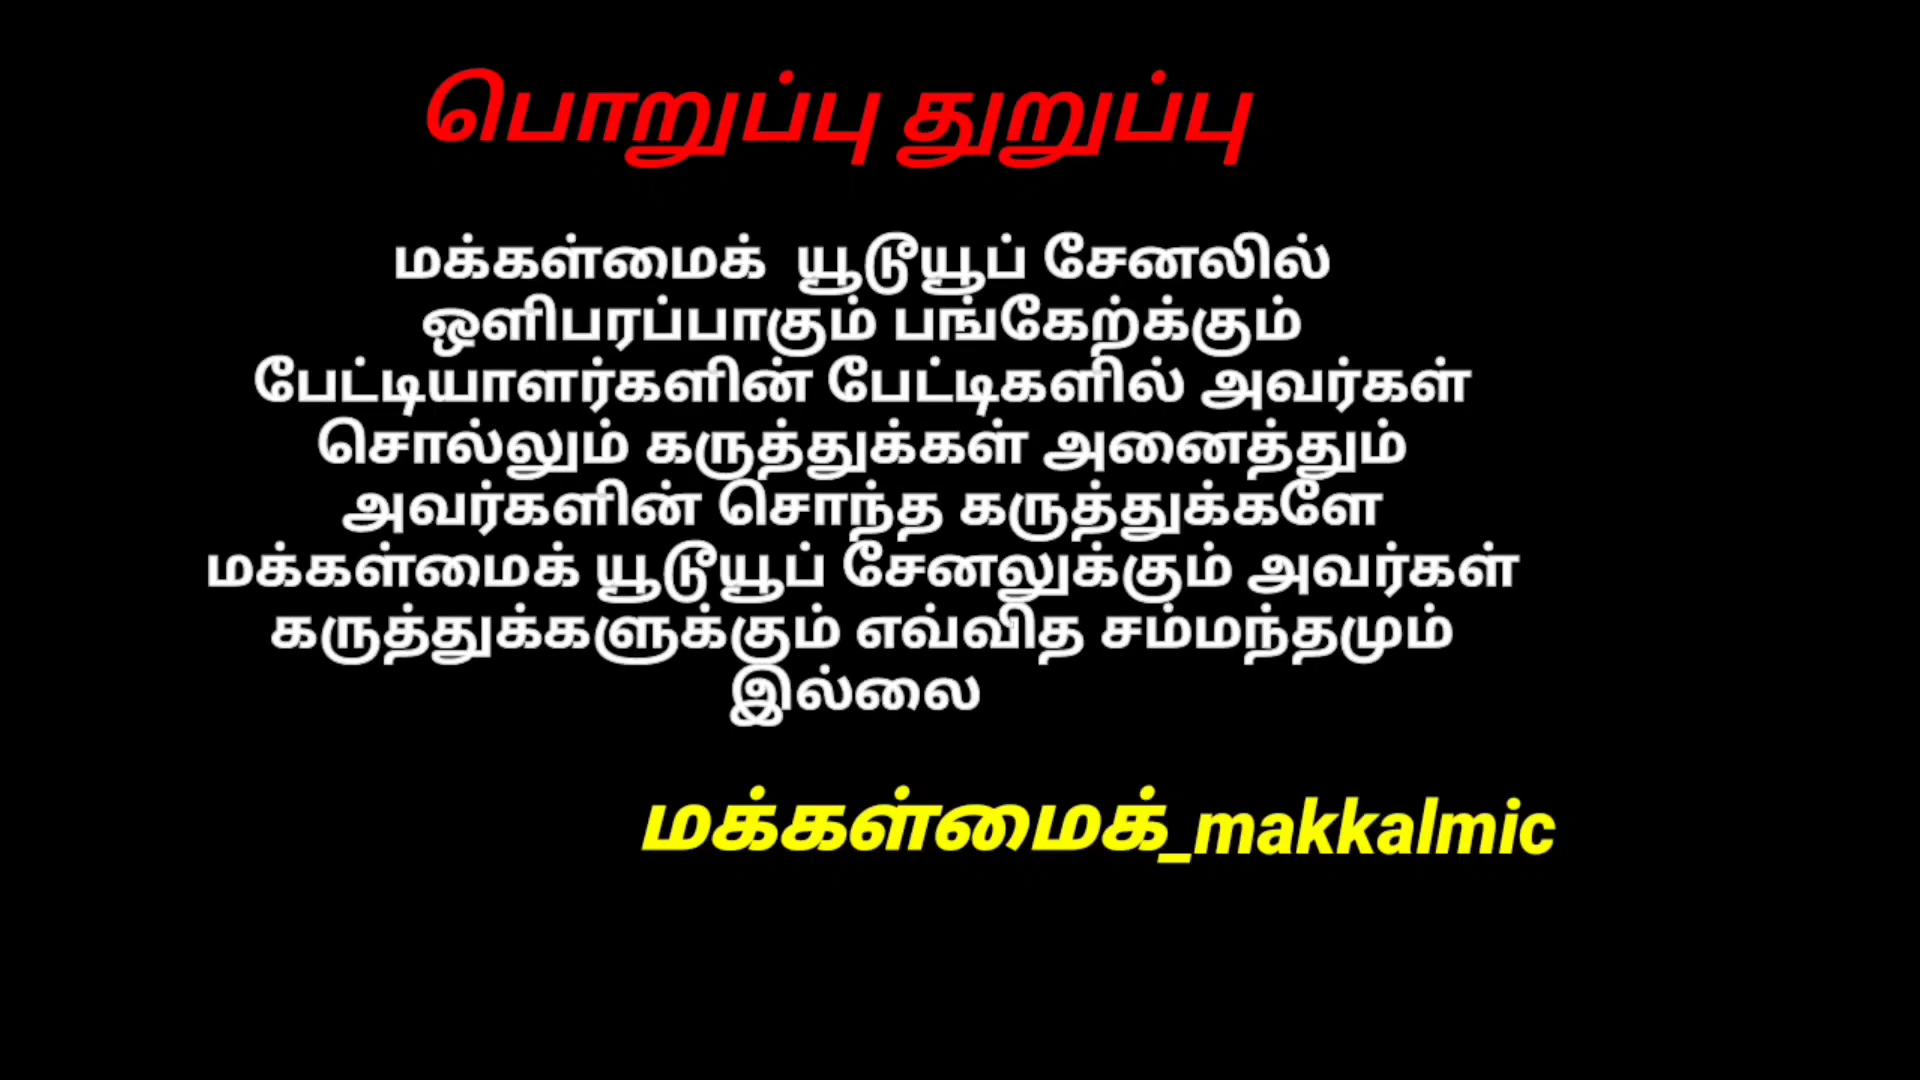 பொறுப்பு துறுப்பு
மக்கள்மைக் யூடூயூப் சேனலில்
ஒளிபரப்பாகும் பங்கேற்க்கும்
பேட்டியாளர்களின் பேட்டிகளில் அவர்கள்
சொல்லும் கருத்துக்கள் அனைத்தும்
அவர்களின் சொந்த கருத்துக்களே
மக்கள்மைக் யூடூயூப் சேனலுக்கும் அவர்கள்
கருத்துக்களுக்கும் எவ்வித சம்மந்தமும்
இல்லை
மக்கள்மைக்_makkalmic